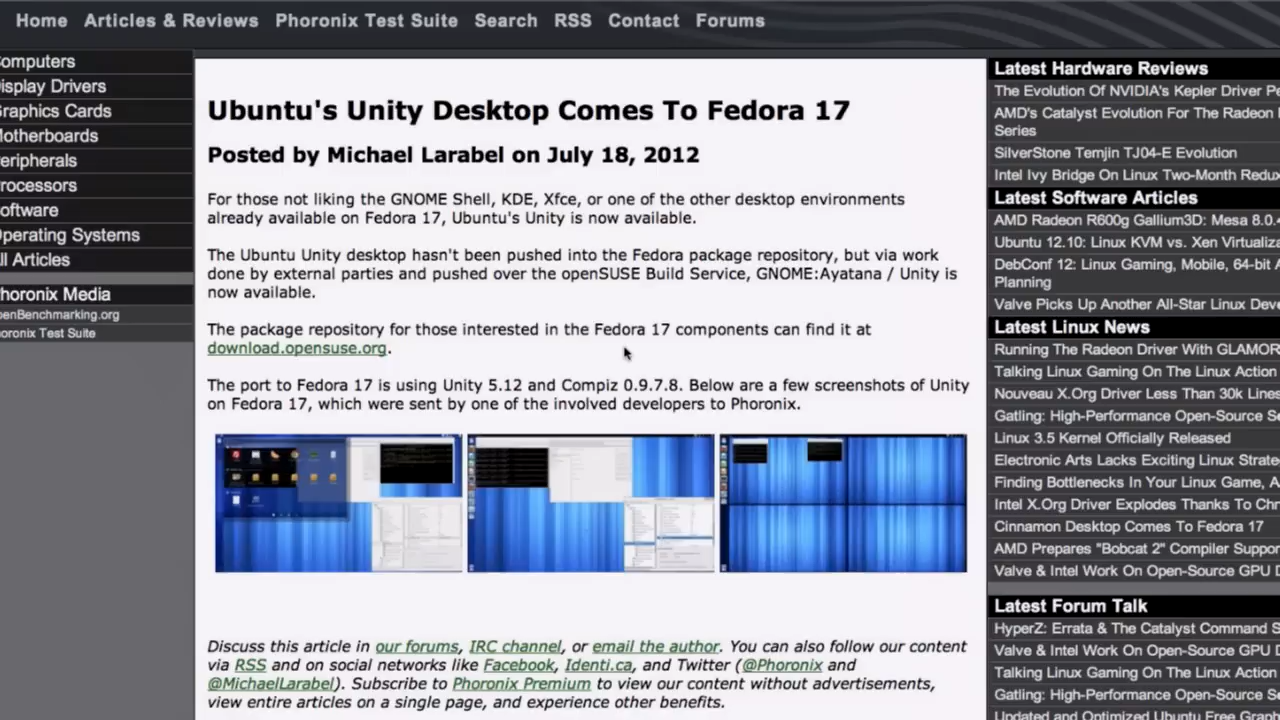 Home Articles & Reviews Phoronix Test Suite Search RSS Contact Forums
omputers
isplay Drivers
raphics Cards
otherboards
eripherals
rocessors
oftware
perating Systems
ll Articles
horonix Media
penBenchmarking.org
horonix Test Suite
Ubuntu's Unity Desktop Comes To Fedora 17
Posted by Michael Larabel on July 18, 2012
For those not liking the GNOME Shell, KDE, Xfce, or one of the other desktop environments
already available on Fedora 17, Ubuntu's Unity is now available.
The Ubuntu Unity desktop hasn't been pushed into the Fedora package repository, but via work
done by external parties and pushed over the openSUSE Build Service, GNOME:Ayatana / Unity is
now available.
The package repository for those interested in the Fedora 17 components can find it at
download.opensuse.org.
The port to Fedora 17 is using Unity 5.12 and Compiz 0.9.7.8. Below are a few screenshots of Unity
on Fedora 17, which were sent by one of the involved developers to Phoronix.
Discuss this article in our forums, IRC channel, or email the author. You can also follow our content
via RSS and on social networks like Facebook, Identi.ca, and Twitter (@Phoronix and
@MichaelLarabel). Subscribe to Phoronix Premium to view our content without advertisements,
view entire articles on a single page, and experience other benefits.
Latest Hardware Reviews
The Evolution Of NVIDIA's Kepler Driver Pe
AMD's Catalyst Evolution For The Radeon
Series
SilverStone Temjin TJ04-E Evolution
Intel Ivy Bridge On Linux Two-Month Redux
Latest Software Articles
AMD Radeon R600g Gallium3D: Mesa 8.0.
Ubuntu 12.10: Linux KVM vs. Xen Virtualiza
DebConf 12: Linux Gaming, Mobile, 64-bit A
Planning
Valve Picks Up Another All-Star Linux Deve
Latest Linux News
Running The Radeon Driver With GLAMOR
Talking Linux Gaming On The Linux Action
Nouveau X.Org Driver Less Than 30k Lines
Gatling: High-Performance Open-Source Se
Linux 3.5 Kernel Officially Released
Electronic Arts Lacks Exciting Linux Strate
Finding Bottlenecks In Your Linux Game, A
Intel X.Org Driver Explodes Thanks To Chr
Cinnamon Desktop Comes To Fedora 17
AMD Prepares "Bobcat 2" Compiler Suppor
Valve & Intel Work On Open-Source GPU D
Latest Forum Talk
HyperZ: Errata & The Catalyst Command S
Valve & Intel Work On Open-Source GPU D
Talking Linux Gaming On The Linux Action
Gatling: High-Performance Open-Source Se
Updated and Optimized Ubuntu Free Graph